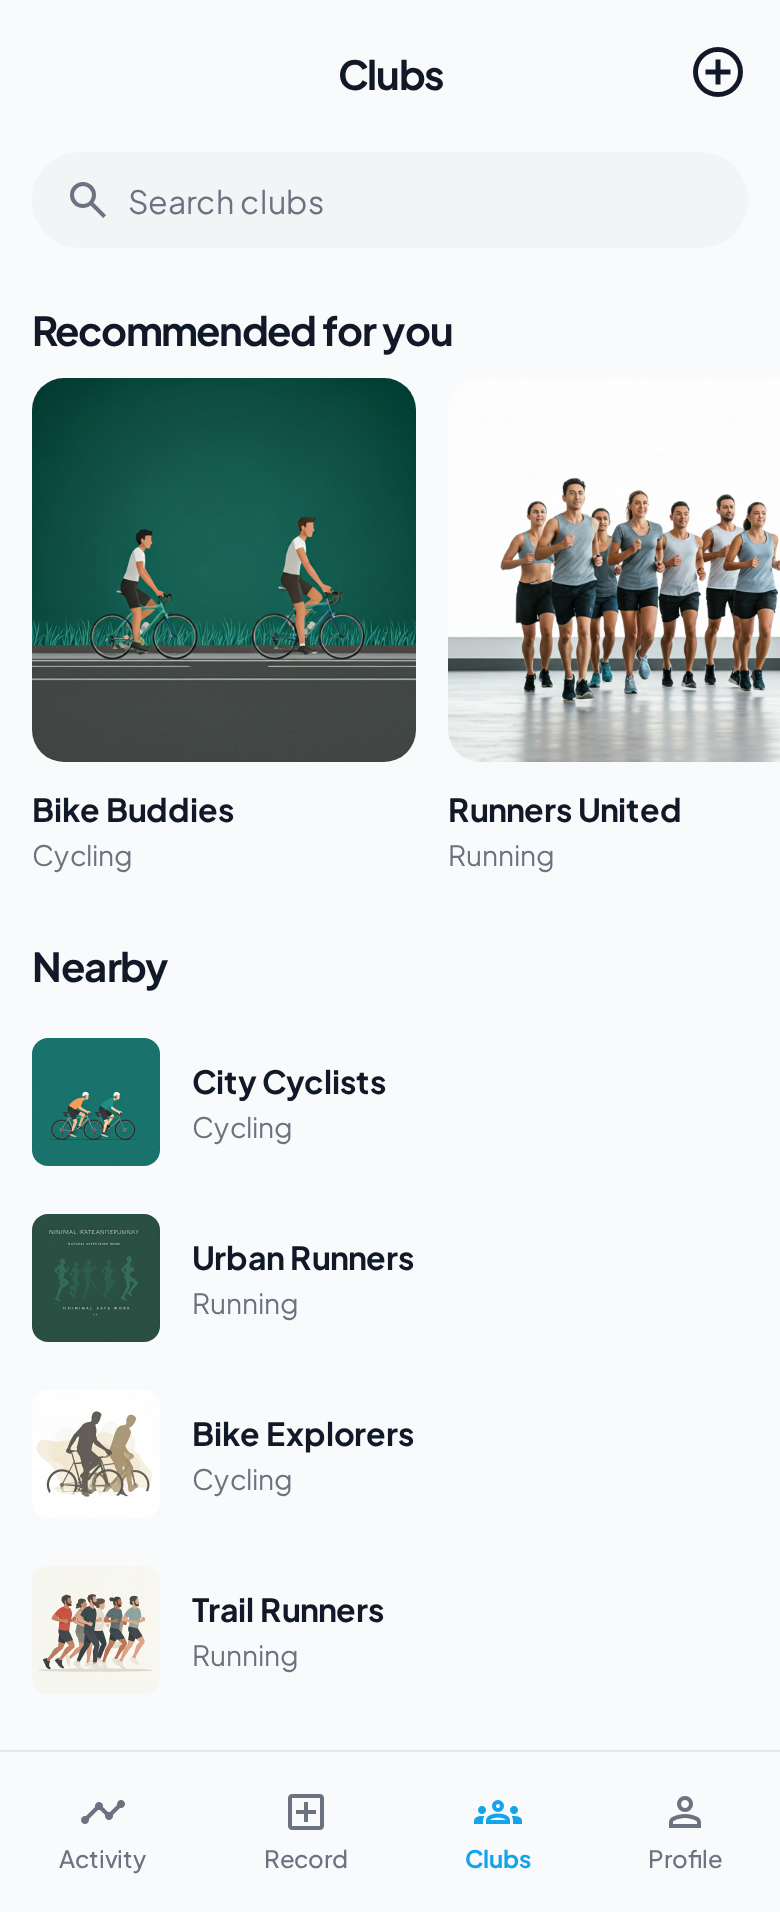 Clubs
Search clubs
Recommended for you
Bike Buddies
Cycling
Runners United
Running
Nearby
City Cyclists
Cycling
Urban Runners
Running
Bike Explorers
Cycling
Trail Runners
Running
Activity
Record
Clubs
Profile